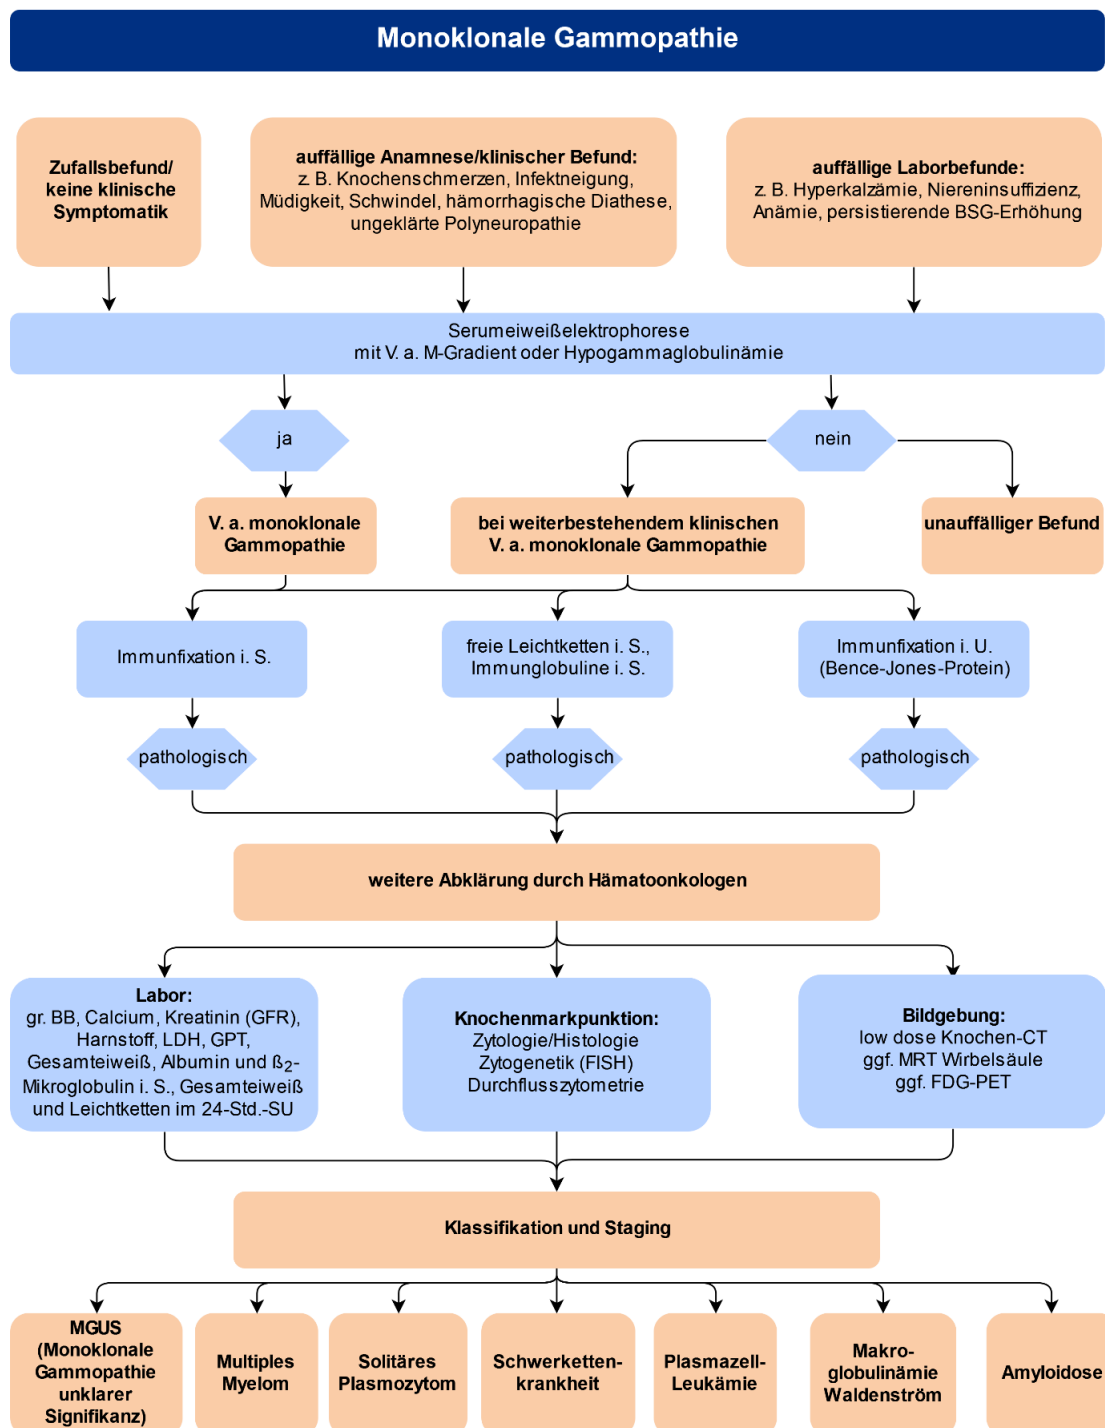 Monoklonale Gammopathie
Zufallsbefund/
keine klinische
Symptomatik
auffällige Anamnese/klinischer Befund:
z. B. Knochenschmerzen, Infektneigung,
Müdigkeit, Schwindel, hämorrhagische Diathese,
ungeklärte Polyneuropathie
auffällige Laborbefunde:
z. B. Hyperkalzämie, Niereninsuffizienz,
Anämie, persistierende BSG-Erhöhung
Serumeiweißelektrophorese
mit V. a. M-Gradient oder Hypogammaglobulinämie
ja
nein
V. a. monoklonale
Gammopathie
bei weiterbestehendem klinischen
V. a. monoklonale Gammopathie
unauffälliger Befund
Immunfixation i. S.
freie Leichtketten i. S.,
Immunglobuline i. S.
Immunfixation i. U.
(Bence-Jones-Protein)
pathologisch
pathologisch
pathologisch
weitere Abklärung durch Hämatoonkologen
Labor:
gr. BB, Calcium, Kreatinin (GFR),
Harnstoff, LDH, GPT,
Gesamteiweiß, Albumin und ß₂-
Mikroglobulin i. S., Gesamteiweiß
und Leichtketten im 24-Std.-SU
Knochenmarkpunktion:
Zytologie/Histologie
Zytogenetik (FISH)
Durchflusszytometrie
Bildgebung:
low dose Knochen-CT
ggf. MRT Wirbelsäule
ggf. FDG-PET
Klassifikation und Staging
MGUS
(Monoklonale
Gammopathie
unklarer
Signifikanz)
Multiples
Myelom
Solitäres
Plasmozytom
Schwerketten-
krankheit
Plasmazell-
Leukämie
Makro-
globulinämie
Waldenström
Amyloidose